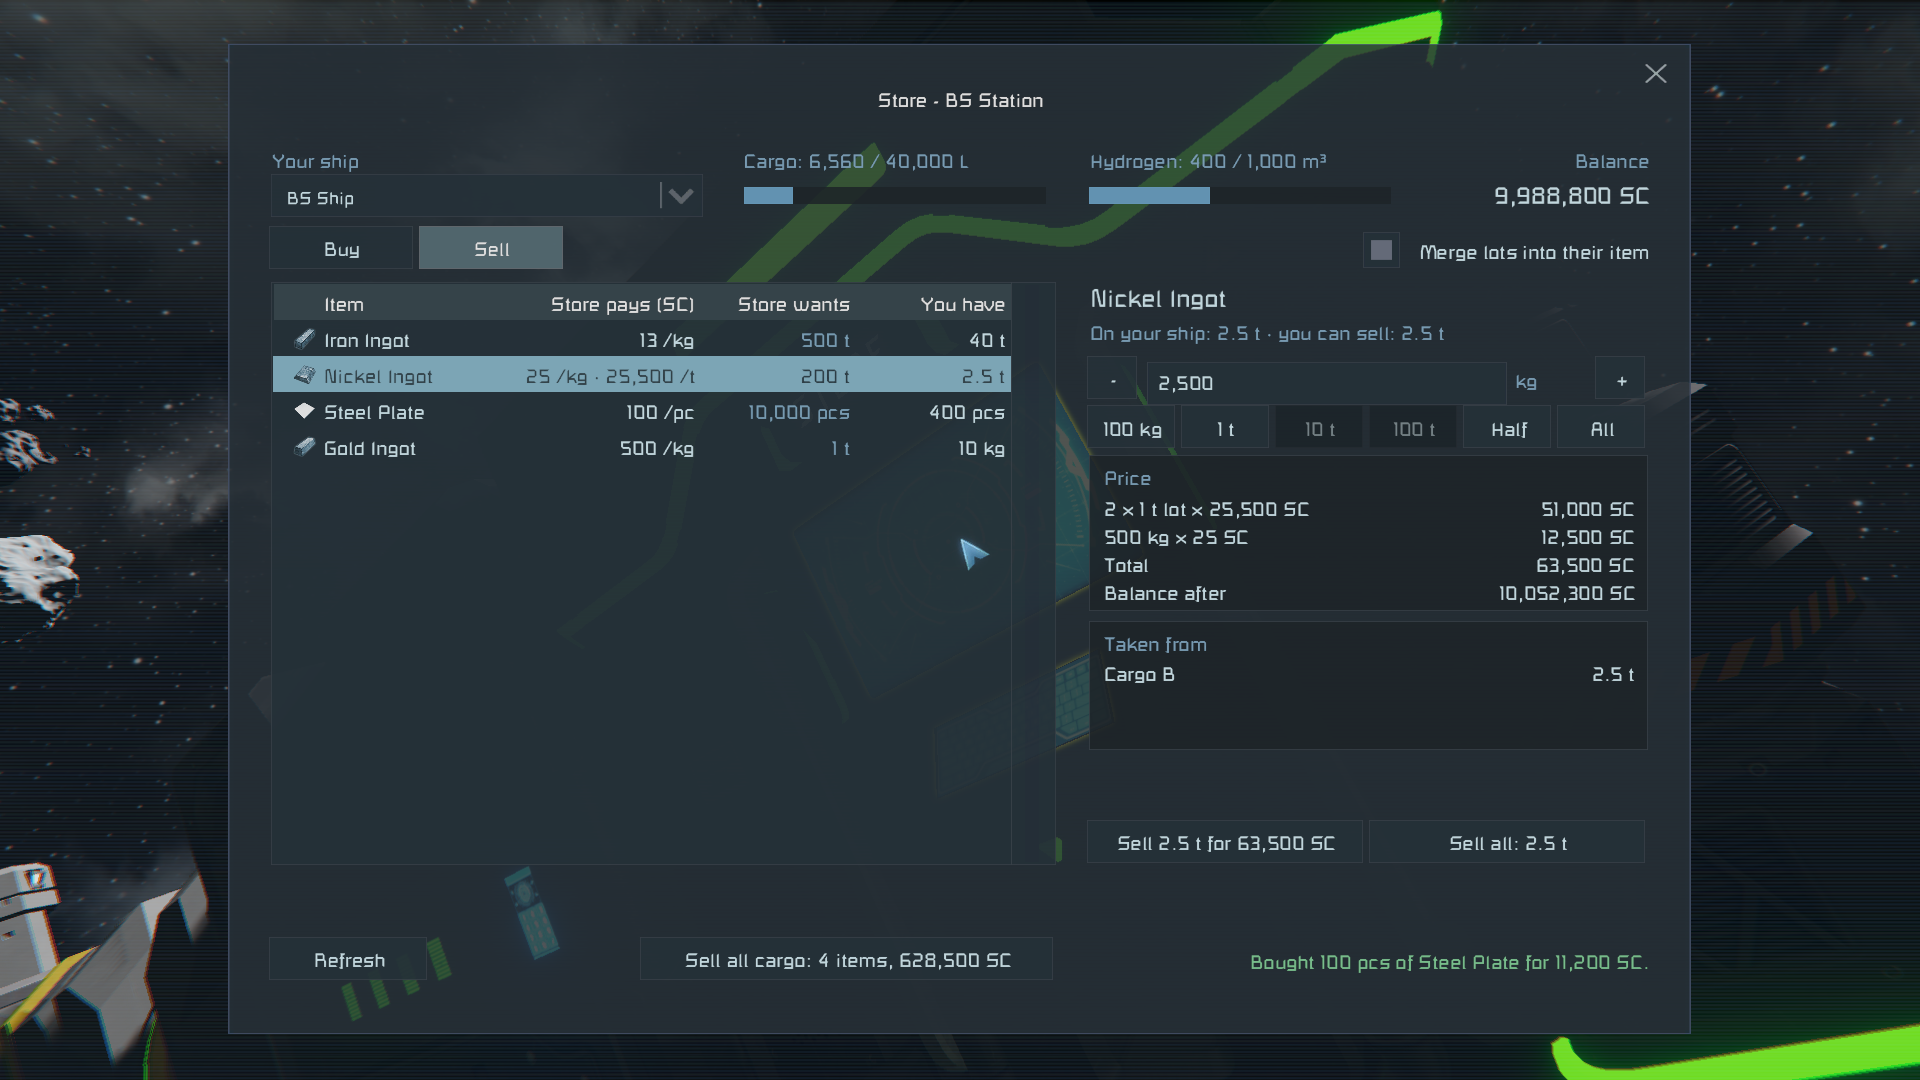 Store - BS Station
Your ship
Cargo: 6,560 / 40,000 L
Hydrogen: 400 / 1,000 m³
Balance
BS Ship
9,988,800 SC
Buy
Sell
Merge lots into their item
Item Store pays (SC) Store wants You have
Iron Ingot 13 /kg 500 t 40 t
Nickel Ingot 25 /kg · 25,500 /t 200 t 2.5 t
Steel Plate 100 /pc 10,000 pcs 400 pcs
Gold Ingot 500 /kg 1 t 10 kg
Nickel Ingot
On your ship: 2.5 t · you can sell: 2.5 t
- 2,500 kg +
100 kg 1 t 10 t 100 t Half All
Price
2 x 1 t lot x 25,500 SC 51,000 SC
500 kg x 25 SC 12,500 SC
Total 63,500 SC
Balance after 10,052,300 SC
Taken from
Cargo B 2.5 t
Sell 2.5 t for 63,500 SC
Sell all: 2.5 t
Refresh
Sell all cargo: 4 items, 628,500 SC
Bought 100 pcs of Steel Plate for 11,200 SC.